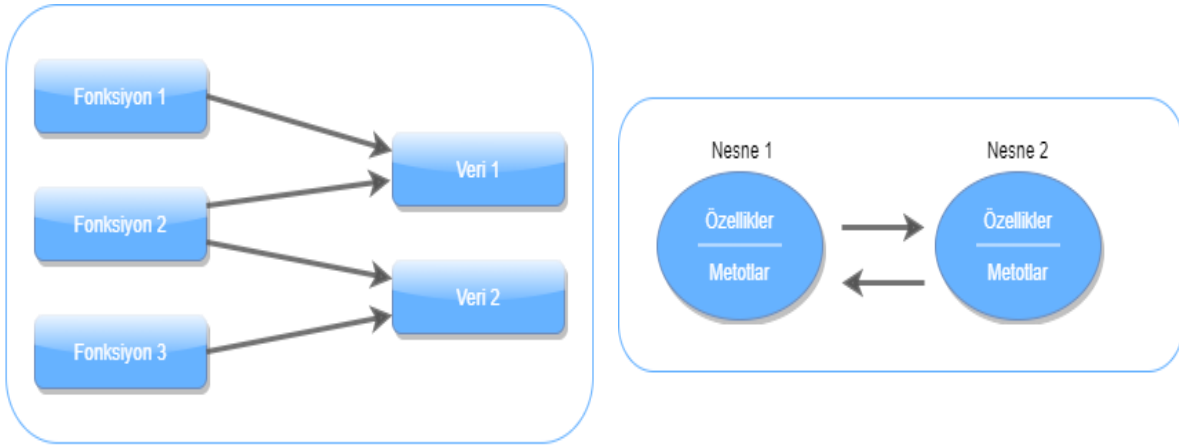 Fonksiyon 1
Fonksiyon 2
Fonksiyon 3
Veri 1
Veri 2
Nesne 1
Özellikler
Metotlar
Nesne 2
Özellikler
Metotlar